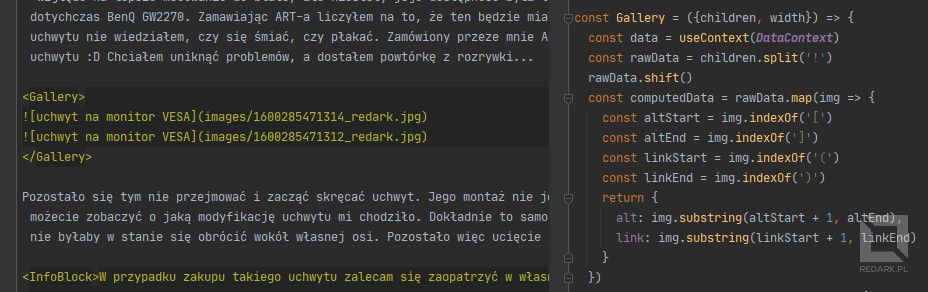 dotychczas BenQ GW2270. Zamawiając ART-a liczyłem na to, że ten będzie mia
uchwytu nie wiedziałem, czy się śmiać, czy płakać. Zamówiony przeze mnie A
uchwytu :D Chciałem uniknąć problemów, a dostałem powtórkę z rozrywki...
<Gallery>
![uchwyt na monitor VESA](images/1600285471314_redark.jpg)
![uchwyt na monitor VESA](images/1600285471312_redark.jpg)
</Gallery>
Pozostało się tym nie przejmować i zacząć skręcać uchwyt. Jego montaż nie je
możecie zobaczyć o jaką modyfikację uchwytu mi chodziło. Dokładnie to samo
nie byłaby w stanie się obrócić wokół własnej osi. Pozostało więc ucięcie
<InfoBlock>W przypadku zakupu takiego uchwytu zalecam się zaopatrzyć w własn
const Gallery = ({children, width}) => {
const data = useContext(DataContext)
const rawData = children.split('!')
rawData.shift()
const computedData = rawData.map(img => {
const altStart = img.indexOf('[')
const altEnd = img.indexOf(']')
const linkStart = img.indexOf('(')
const linkEnd = img.indexOf(')')
return {
alt: img.substring(altStart + 1, altEnd),
link: img.substring(linkStart + 1, linkEnd)
}
})
REDARK.PL